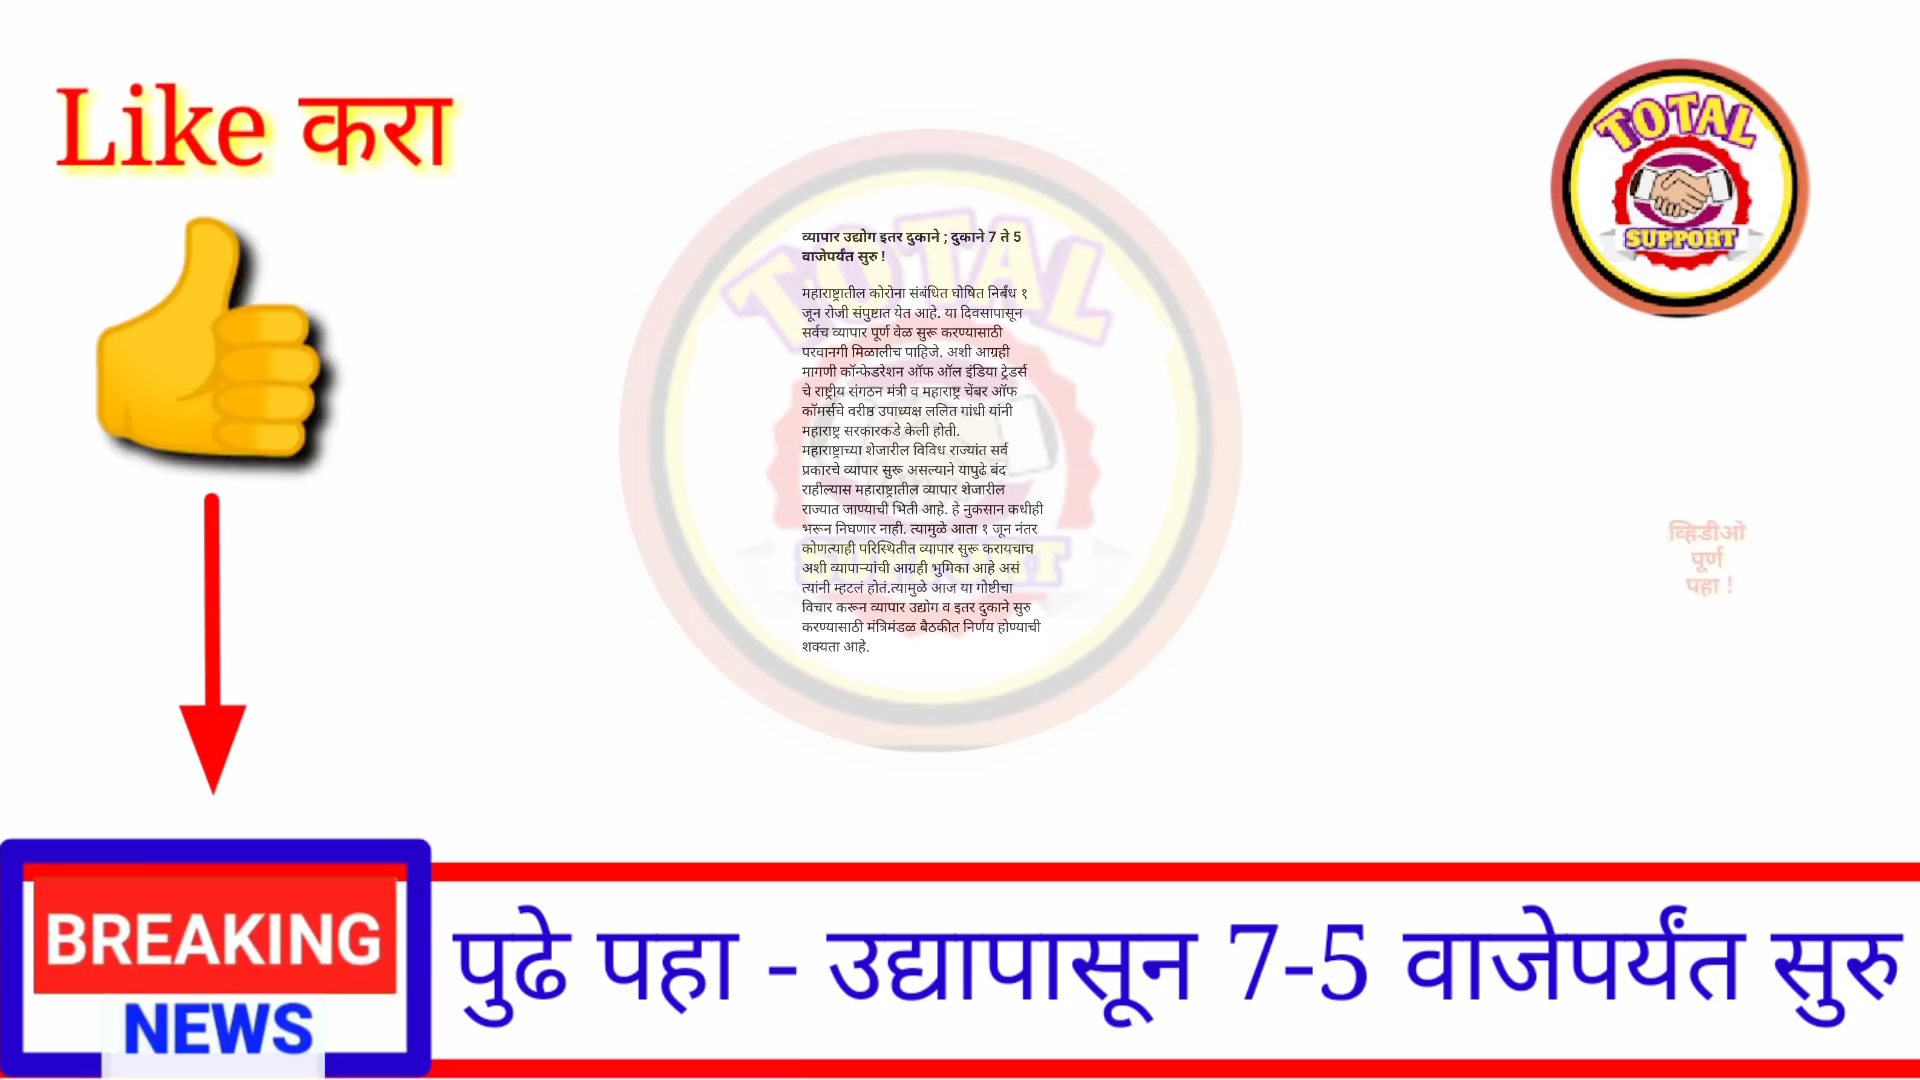 Like करा
TOTAL
SUPPORT
व्यापार उद्योग इतर दुकाने ; दुकाने 7 ते 5
वाजेपर्यंत सुरु !
महाराष्ट्रातील कोरोना संबंधित घोषित निर्बंध १
जून रोजी संपुष्टात येत आहे. या दिवसापासून
सर्वच व्यापार पूर्ण वेळ सुरू करण्यासाठी
परवानगी मिळालीच पाहिजे. अशी आग्रही
मागणी कॉन्फेडरेशन ऑफ ऑल इंडिया ट्रेडर्स
चे राष्ट्रीय संगठन मंत्री व महाराष्ट्र चेंबर ऑफ
कॉमर्सचे वरीष्ठ उपाध्यक्ष ललित गांधी यांनी
महाराष्ट्र सरकारकडे केली होती.
महाराष्ट्राच्या शेजारील विविध राज्यांत सर्व
प्रकारचे व्यापार सुरू असल्याने यापुढे बंद
राहील्यास महाराष्ट्रातील व्यापार शेजारील
राज्यात जाण्याची भिती आहे. हे नुकसान कधीही
भरून निघणार नाही. त्यामुळे आता १ जून नंतर
कोणत्याही परिस्थितीत व्यापार सुरू करायचाच
अशी व्यापाऱ्यांची आग्रही भुमिका आहे असं
त्यांनी म्हटलं होतं.त्यामुळे आज या गोष्टीचा
विचार करून व्यापार उद्योग व इतर दुकाने सुरु
करण्यासाठी मंत्रिमंडळ बैठकीत निर्णय होण्याची
शक्यता आहे.
TOTAL
SUPPORT
व्हिडीओ
पूर्ण
पहा !
BREAKING
NEWS
पुढे पहा - उद्यापासून 7-5 वाजेपर्यंत सुरु